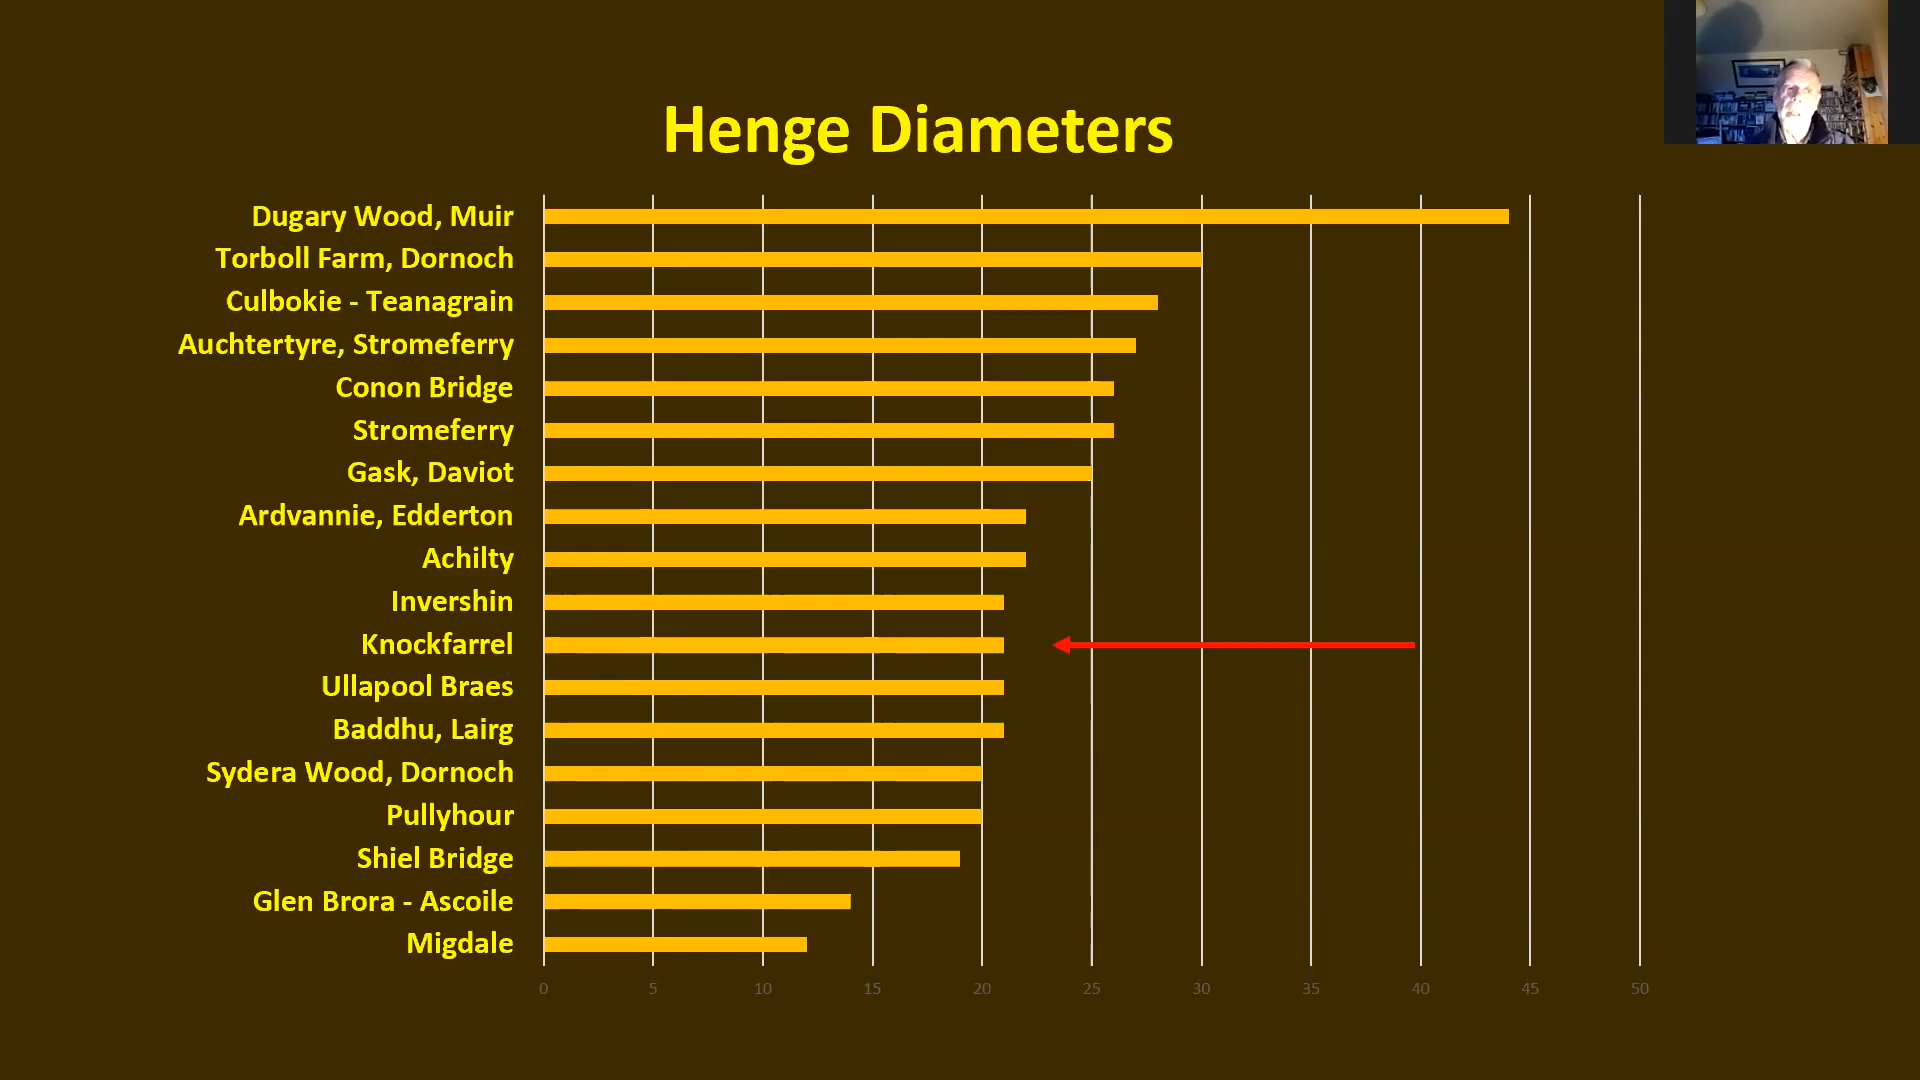 Henge Diameters
Dugary Wood, Muir
Torboll Farm, Dornoch
Culbokie - Teanagrain
Auchtertyre, Stromeferry
Conon Bridge
Stromeferry
Gask, Daviot
Ardvannie, Edderton
Achilty
Invershin
Knockfarrel
Ullapool Braes
Baddhu, Lairg
Sydera Wood, Dornoch
Pullyhour
Shiel Bridge
Glen Brora - Ascoile
Migdale
0 5 10 15 20 25 30 35 40 45 50